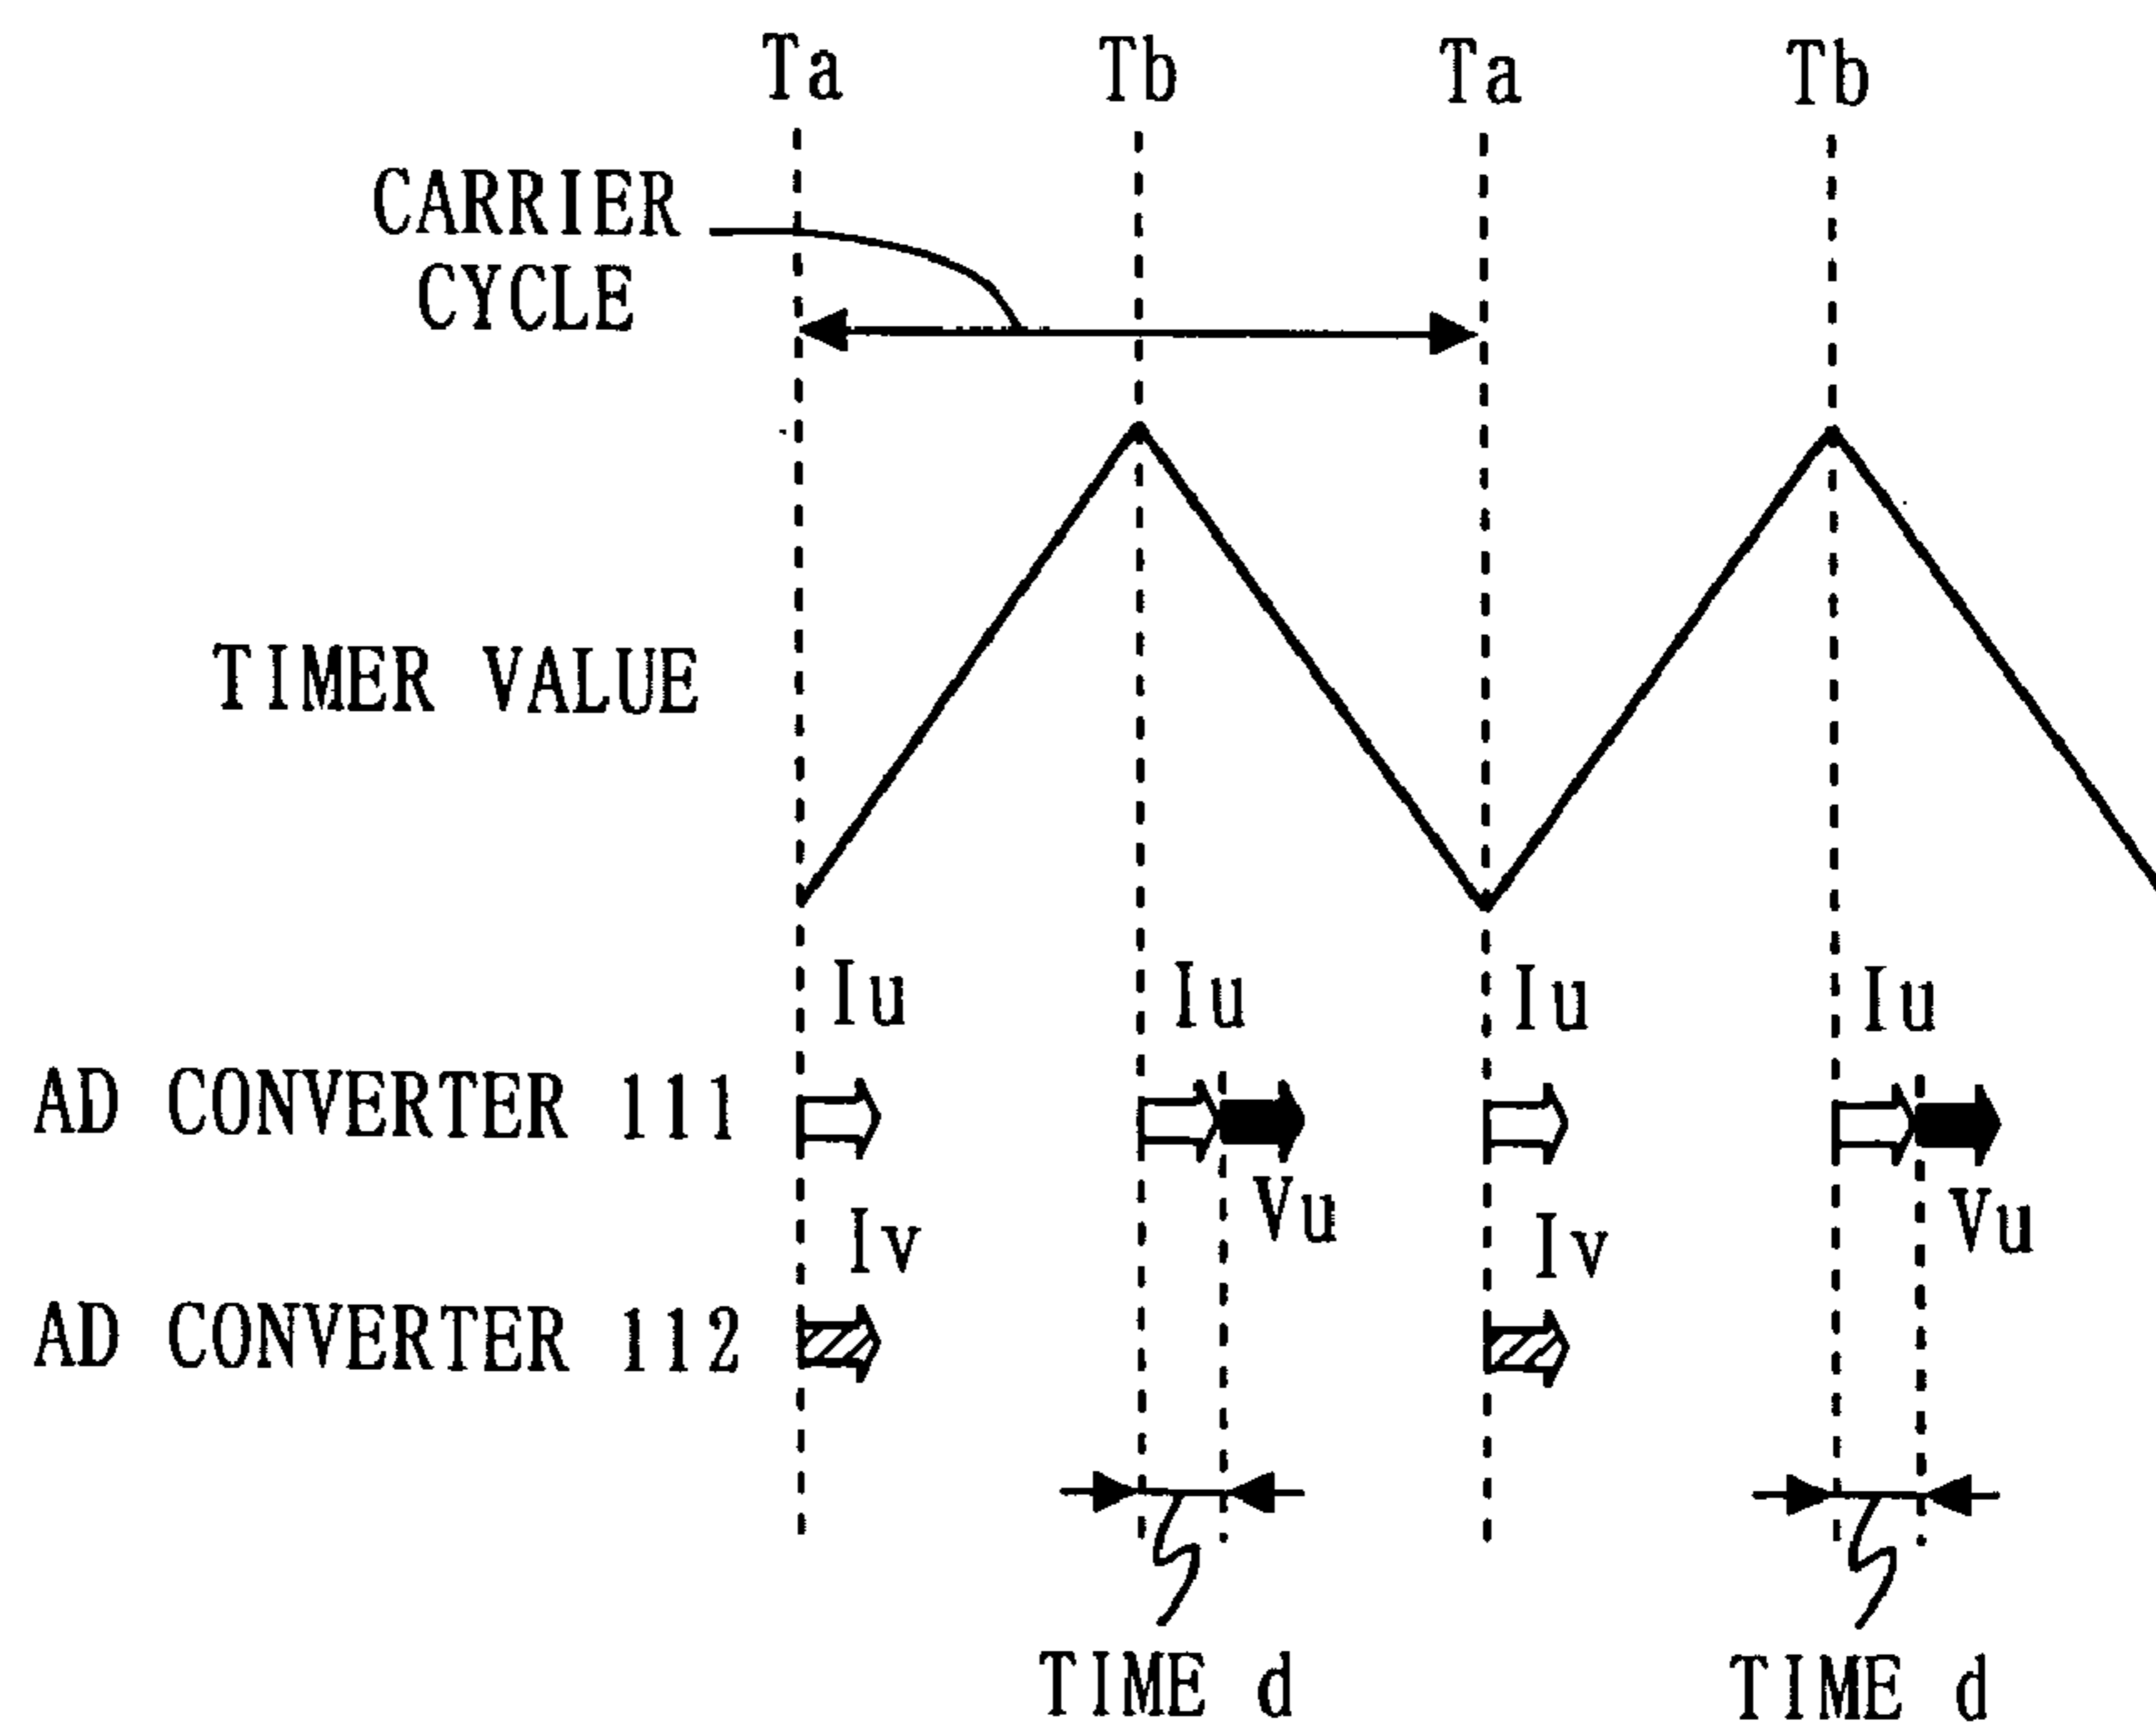 Ta Tb Ta Tb
CARRIER
CYCLE
TIMER VALUE
Iu Iu Iu Iu
AD CONVERTER 111
Vu Vu
Iv Iv
AD CONVERTER 112
TIME d TIME d